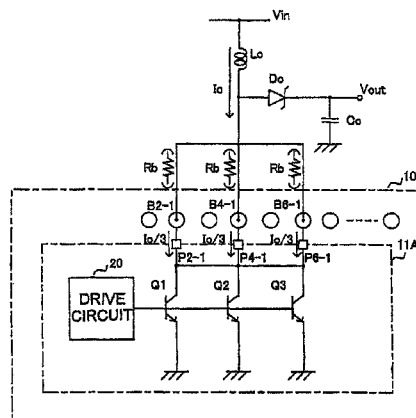 Vin
Lo
Io
Do
Vout
Co
Rb Rb Rb
10
B2-1 B4-1 B6-1
Io/3 Io/3 Io/3
11A
P2-1 P4-1 P6-1
20
DRIVE
CIRCUIT
Q1 Q2 Q3